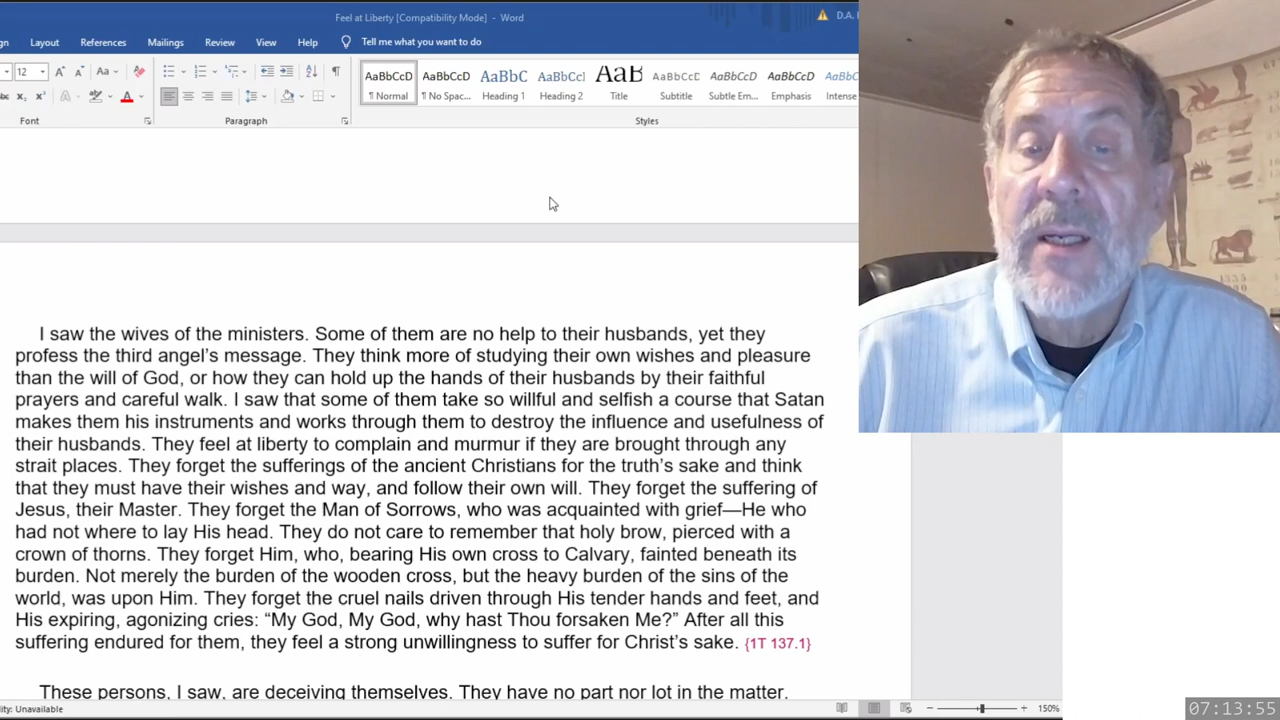 Feel at Liberty [Compatibility Mode] - Word
D.A.
gn Layout References Mailings Review View Help Tell me what you want to do
12 Aa
AaBbCcD AaBbCcD AaBbC AaBbCcl AaB AaBbCcD AaBbCcD AaBbCcD AaBbC
¶ Normal ¶ No Spac... Heading 1 Heading 2 Title Subtitle Subtle Em... Emphasis Intense
Font Paragraph Styles
I saw the wives of the ministers. Some of them are no help to their husbands, yet they
profess the third angel's message. They think more of studying their own wishes and pleasure
than the will of God, or how they can hold up the hands of their husbands by their faithful
prayers and careful walk. I saw that some of them take so willful and selfish a course that Satan
makes them his instruments and works through them to destroy the influence and usefulness of
their husbands. They feel at liberty to complain and murmur if they are brought through any
strait places. They forget the sufferings of the ancient Christians for the truth's sake and think
that they must have their wishes and way, and follow their own will. They forget the suffering of
Jesus, their Master. They forget the Man of Sorrows, who was acquainted with grief—He who
had not where to lay His head. They do not care to remember that holy brow, pierced with a
crown of thorns. They forget Him, who, bearing His own cross to Calvary, fainted beneath its
burden. Not merely the burden of the wooden cross, but the heavy burden of the sins of the
world, was upon Him. They forget the cruel nails driven through His tender hands and feet, and
His expiring, agonizing cries: “My God, My God, why hast Thou forsaken Me?” After all this
suffering endured for them, they feel a strong unwillingness to suffer for Christ's sake. {1T 137.1}
These persons, I saw, are deceiving themselves. They have no part nor lot in the matter.
lity: Unavailable
150%
07:13:55